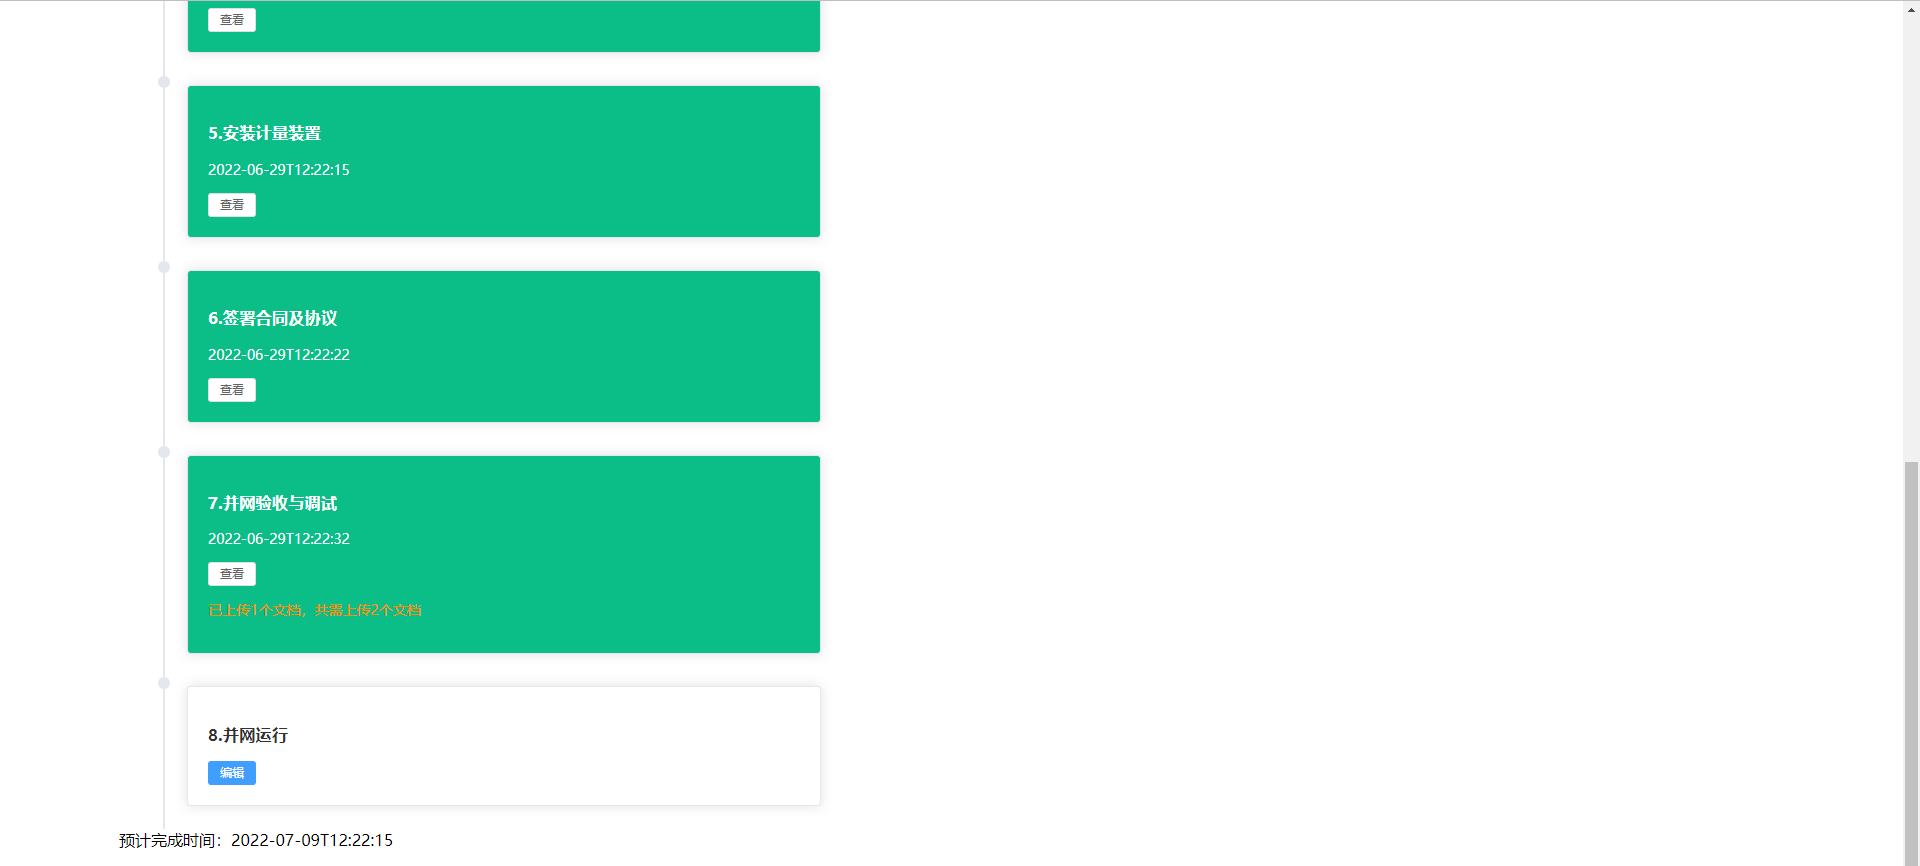 查看
5.安装计量装置
2022-06-29T12:22:15
查看
6.签署合同及协议
2022-06-29T12:22:22
查看
7.并网验收与调试
2022-06-29T12:22:32
查看
已上传1个文档，共需上传2个文档
8.并网运行
编辑
预计完成时间：2022-07-09T12:22:15